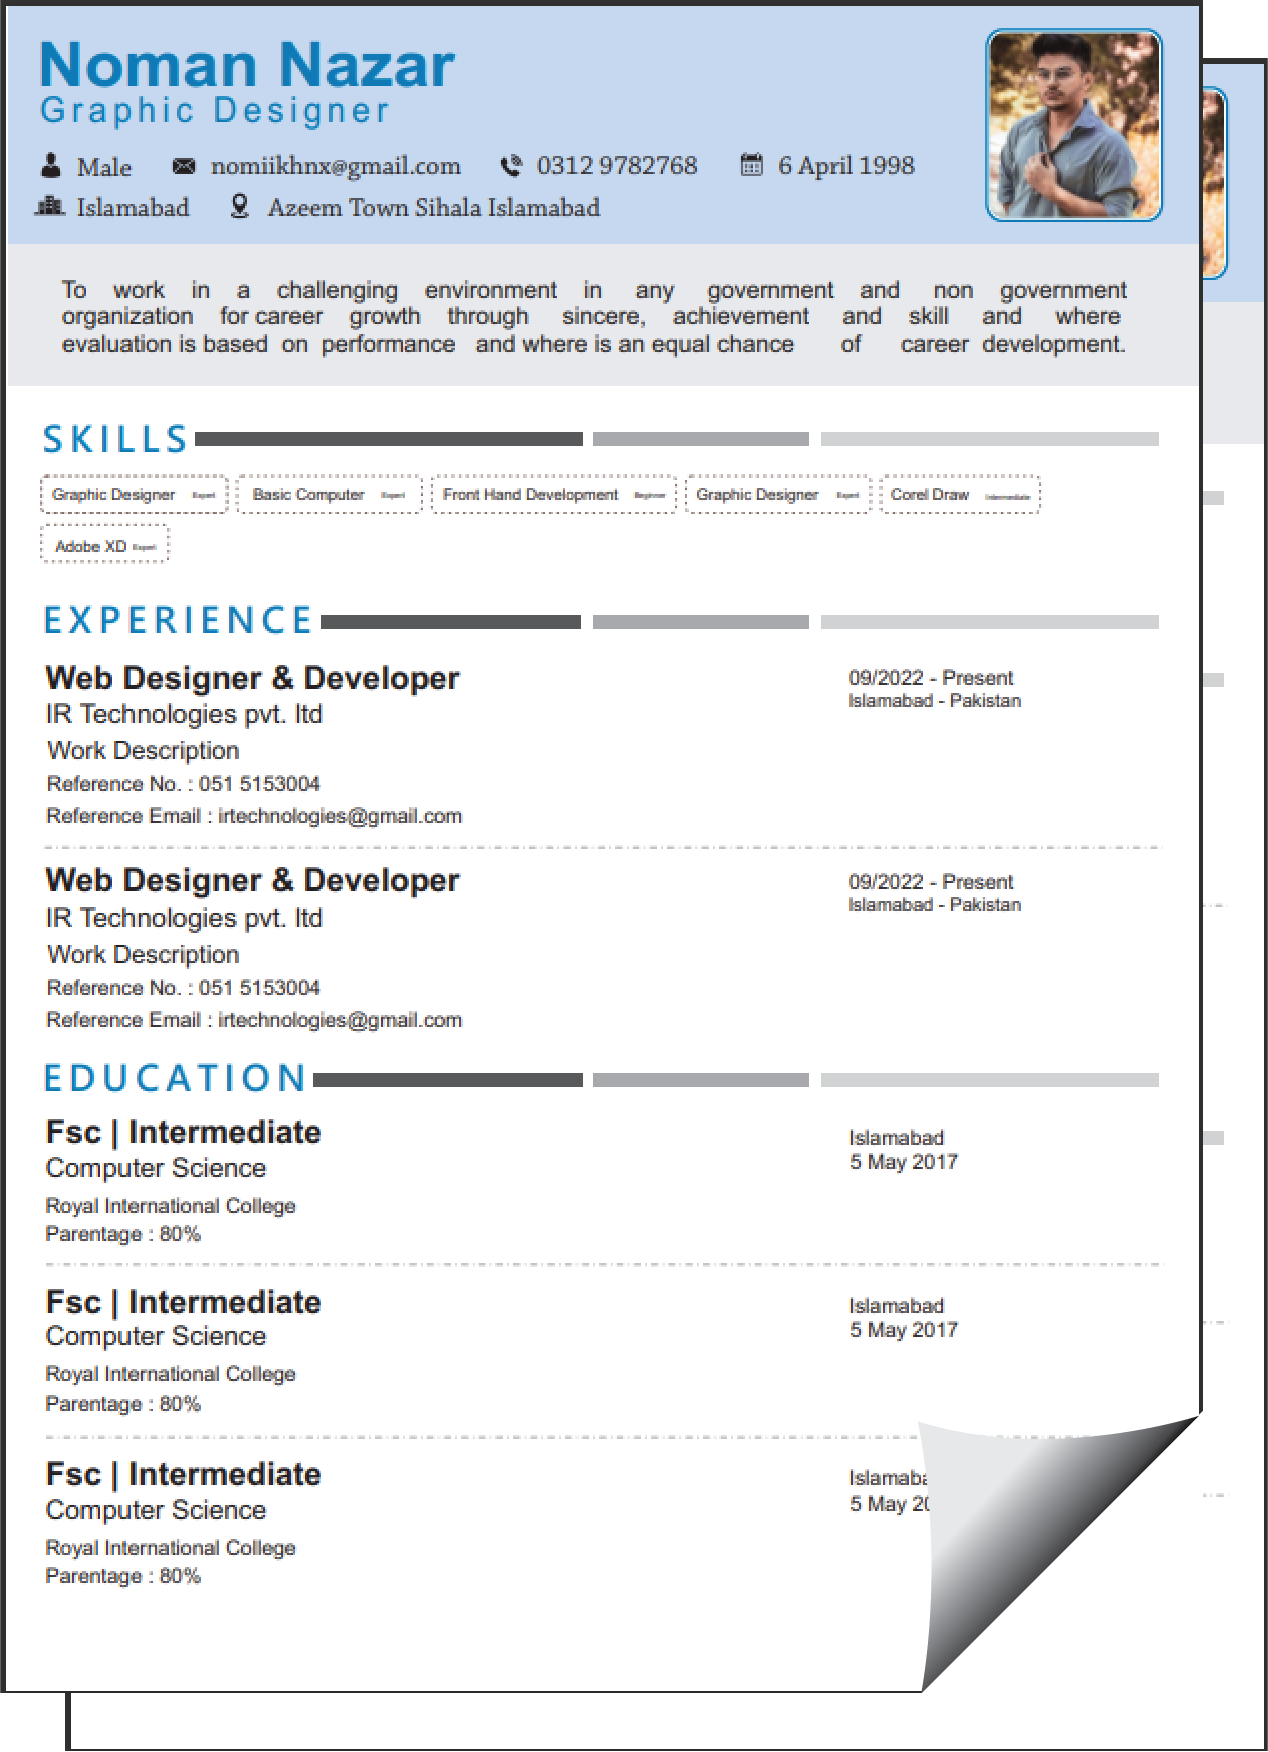 Noman Nazar
Graphic Designer
Male nomiikhnx@gmail.com 0312 9782768 6 April 1998
Islamabad Azeem Town Sihala Islamabad
To work in a challenging environment in any government and non government
organization for career growth through sincere, achievement and skill and where
evaluation is based on performance and where is an equal chance of career development.
SKILLS
Graphic Designer Expert Basic Computer Expert Front Hand Development Beginner Graphic Designer Expert Corel Draw Intermediate
Adobe XD Expert
EXPERIENCE
Web Designer & Developer 09/2022 - Present
IR Technologies pvt. ltd Islamabad - Pakistan
Work Description
Reference No. : 051 5153004
Reference Email : irtechnologies@gmail.com
Web Designer & Developer 09/2022 - Present
IR Technologies pvt. ltd Islamabad - Pakistan
Work Description
Reference No. : 051 5153004
Reference Email : irtechnologies@gmail.com
EDUCATION
Fsc | Intermediate Islamabad
Computer Science 5 May 2017
Royal International College
Parentage : 80%
Fsc | Intermediate Islamabad
Computer Science 5 May 2017
Royal International College
Parentage : 80%
Fsc | Intermediate
Computer Science 5 May
Royal International College
Parentage : 80%